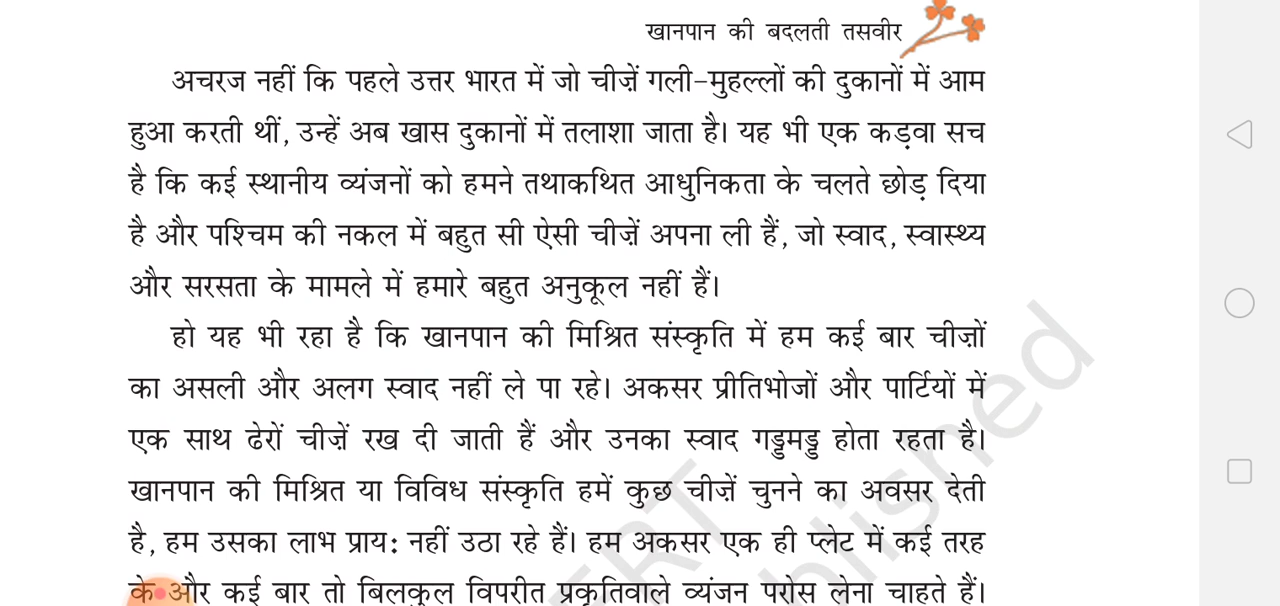 खानपान की बदलती तसवीर
अचरज नहीं कि पहले उत्तर भारत में जो चीज़ें गली-मुहल्लों की दुकानों में आम
हुआ करती थीं, उन्हें अब खास दुकानों में तलाशा जाता है। यह भी एक कड़वा सच
है कि कई स्थानीय व्यंजनों को हमने तथाकथित आधुनिकता के चलते छोड़ दिया
है और पश्चिम की नकल में बहुत सी ऐसी चीज़ें अपना ली हैं, जो स्वाद, स्वास्थ्य
और सरसता के मामले में हमारे बहुत अनुकूल नहीं हैं।
हो यह भी रहा है कि खानपान की मिश्रित संस्कृति में हम कई बार चीज़ों
का असली और अलग स्वाद नहीं ले पा रहे। अकसर प्रीतिभोजों और पार्टियों में
एक साथ ढेरों चीज़ें रख दी जाती हैं और उनका स्वाद गड्डमड्ड होता रहता है।
खानपान की मिश्रित या विविध संस्कृति हमें कुछ चीज़ें चुनने का अवसर देती
है, हम उसका लाभ प्राय: नहीं उठा रहे हैं। हम अकसर एक ही प्लेट में कई तरह
के और कई बार तो बिलकुल विपरीत प्रकृतिवाले व्यंजन परोस लेना चाहते हैं।